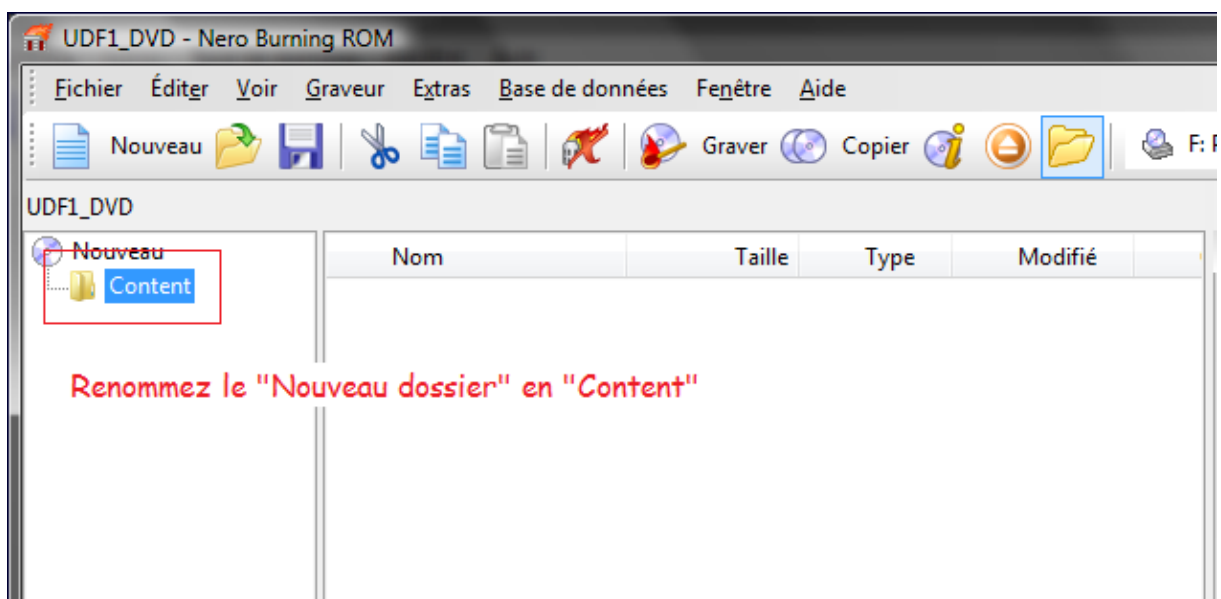 UDF1_DVD - Nero Burning ROM
Fichier Éditer Voir Graveur Extras Base de données Fenêtre Aide
Nouveau Graver Copier F:
UDF1_DVD
Nouveau Nom Taille Type Modifié
Content
Renommez le "Nouveau dossier" en "Content"